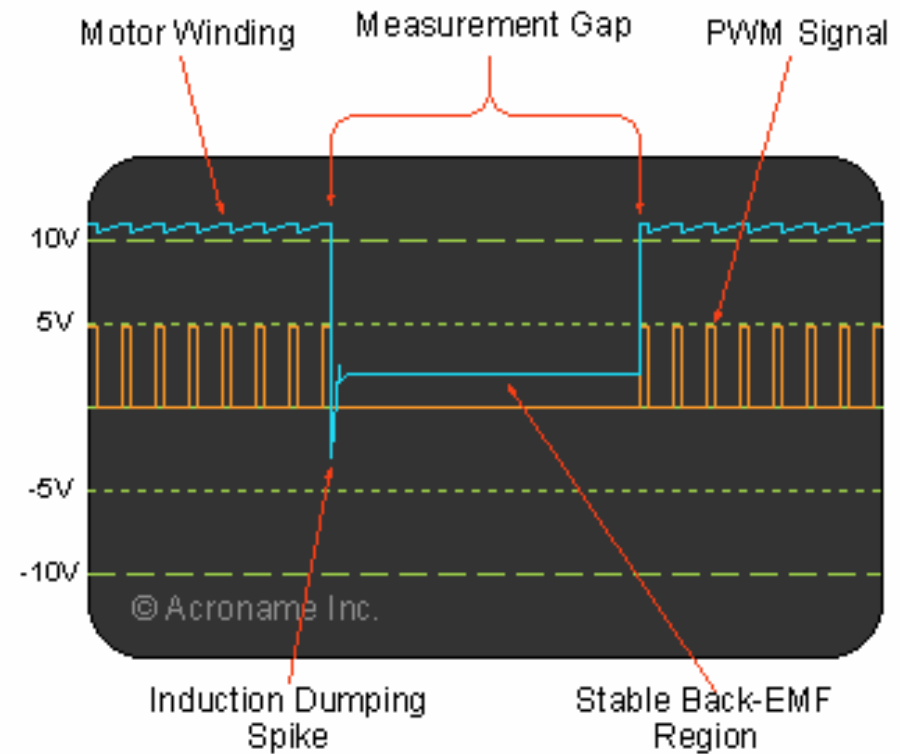 Motor Winding
Measurement Gap
PWM Signal
10V
5V
-5V
-10V
© Acroname Inc.
Induction Dumping
Spike
Stable Back-EMF
Region